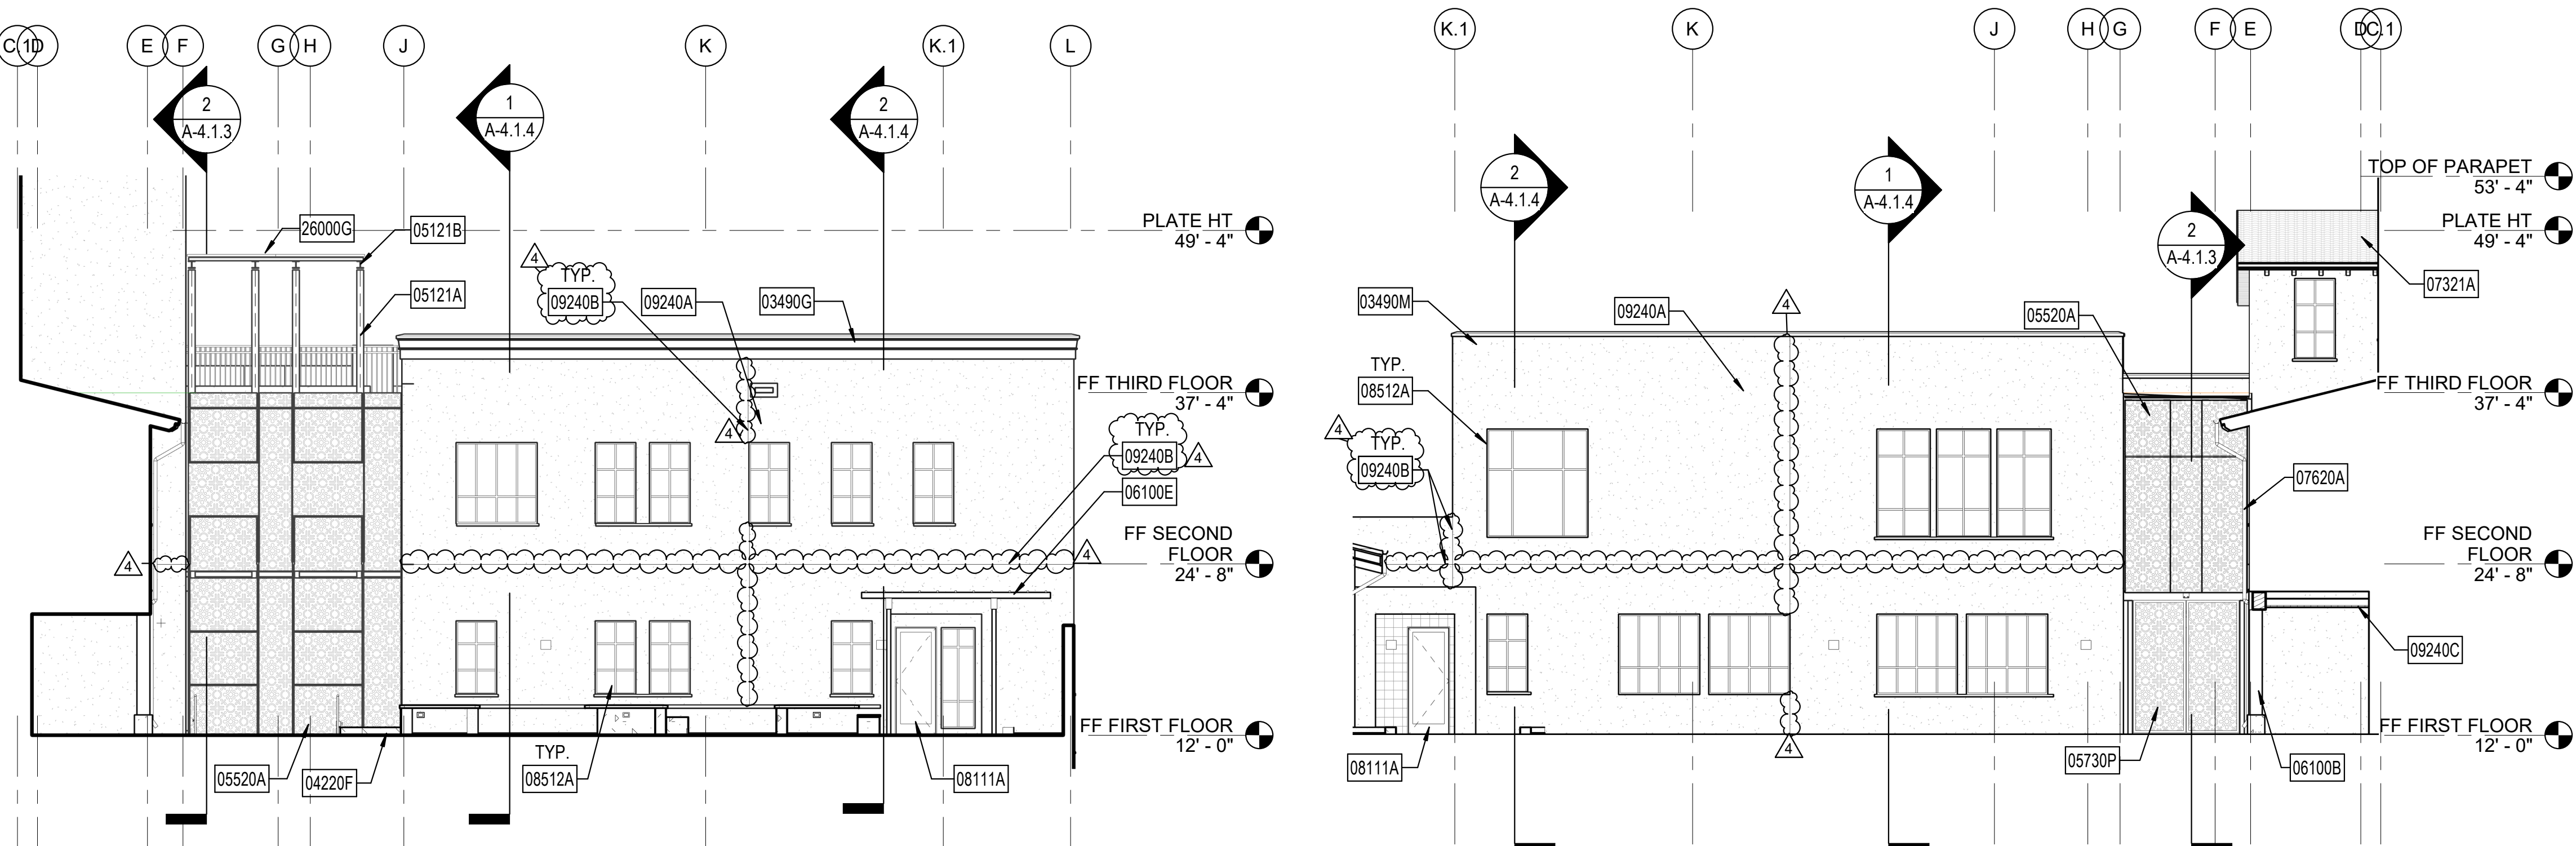 C.1
D
E
F
G
H
J
K
K.1
L
2
A-4.1.3
1
A-4.1.4
2
A-4.1.4
26000G
05121B
05121A
4
TYP.
09240B
09240A
03490G
PLATE HT
49' - 4"
4
FF THIRD FLOOR
37' - 4"
TYP.
09240B
4
06100E
FF SECOND
FLOOR
24' - 8"
4
4
FF FIRST FLOOR
12' - 0"
05520A
04220F
TYP.
08512A
08111A
K.1
K
J
H
G
F
E
D
C.1
2
A-4.1.4
1
A-4.1.4
2
A-4.1.3
TOP OF PARAPET
53' - 4"
PLATE HT
49' - 4"
07321A
03490M
09240A
4
05520A
TYP.
08512A
FF THIRD FLOOR
37' - 4"
4
TYP.
09240B
07620A
FF SECOND
FLOOR
24' - 8"
09240C
FF FIRST FLOOR
12' - 0"
4
08111A
05730P
06100B